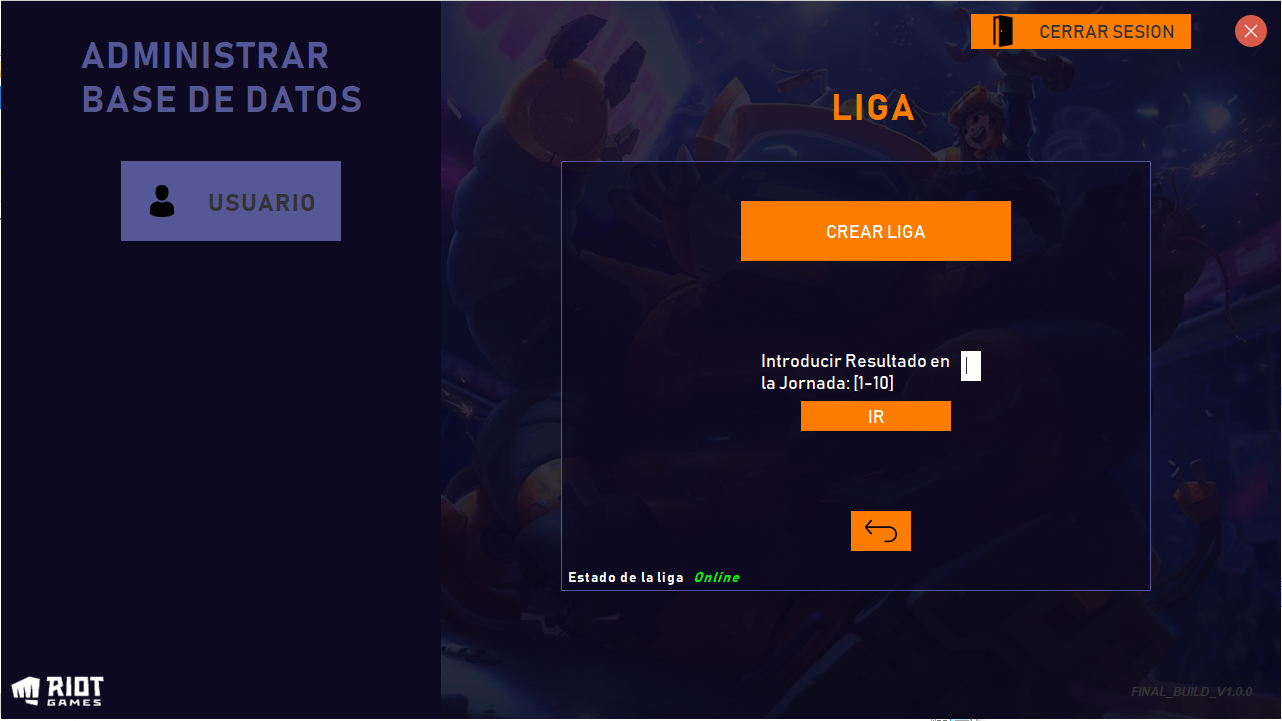 ADMINISTRAR
BASE DE DATOS
USUARIO
CERRAR SESION
LIGA
CREAR LIGA
Introducir Resultado en
la Jornada: [1-10]
IR
Estado de la liga Online
RIOT
GAMES
FINAL_BUILD_V1.0.0